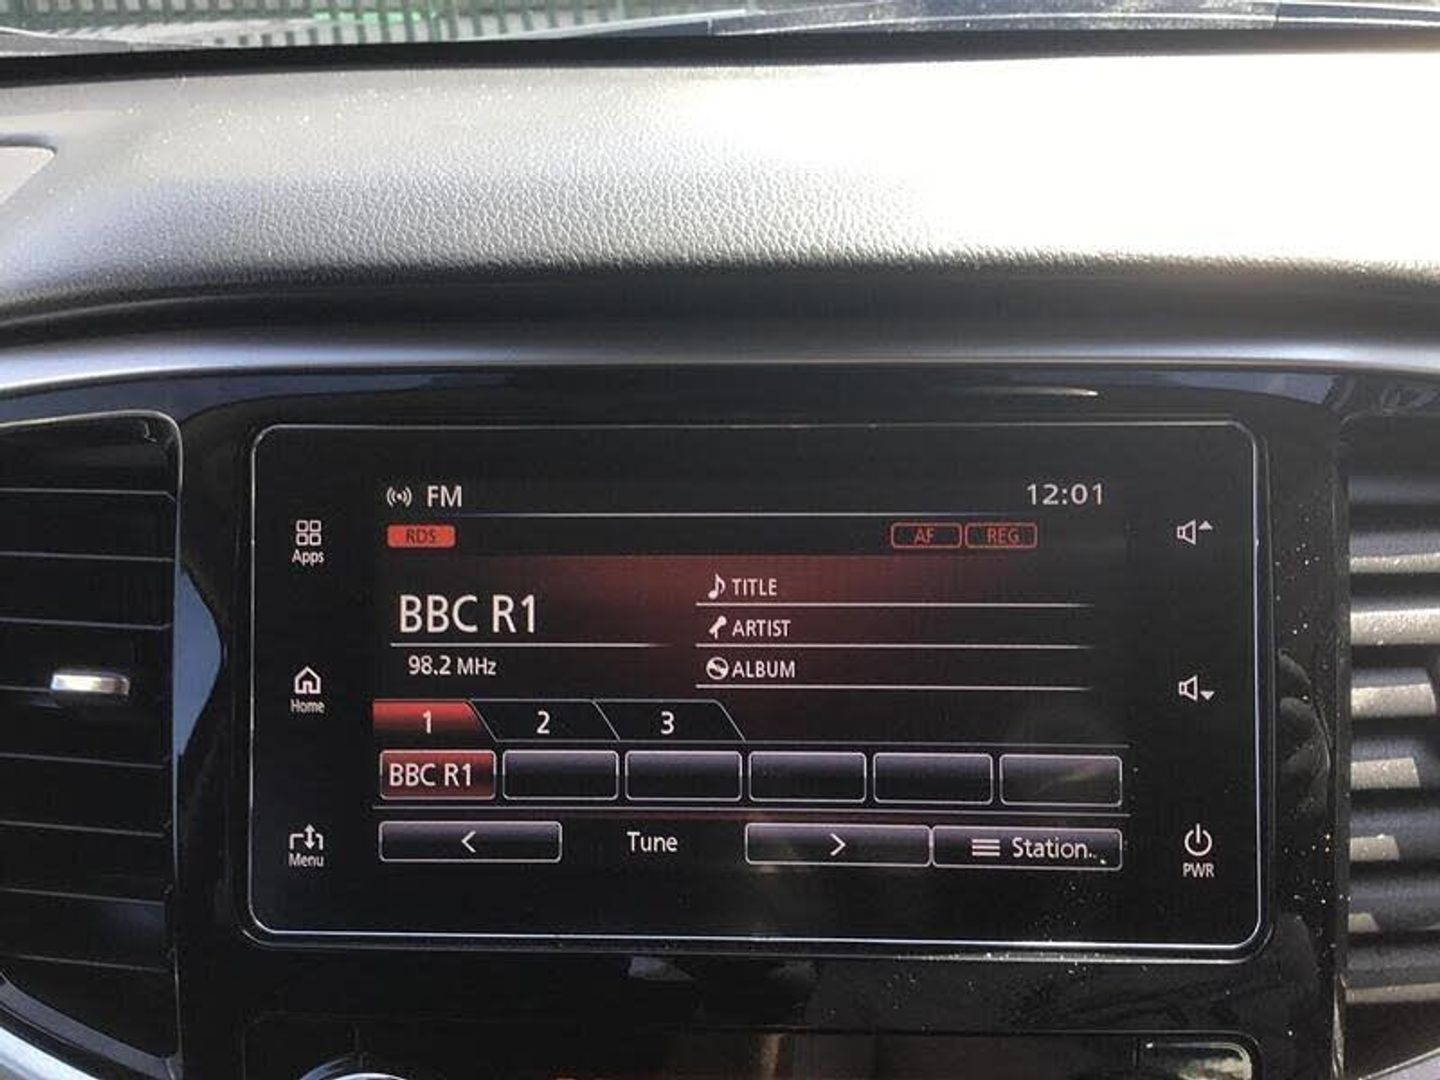 FM 12:01
RDS AF REG
Apps
TITLE
BBC R1
ARTIST
98.2 MHz
ALBUM
Home
1 2 3
BBC R1
< Tune > Station..
Menu
PWR